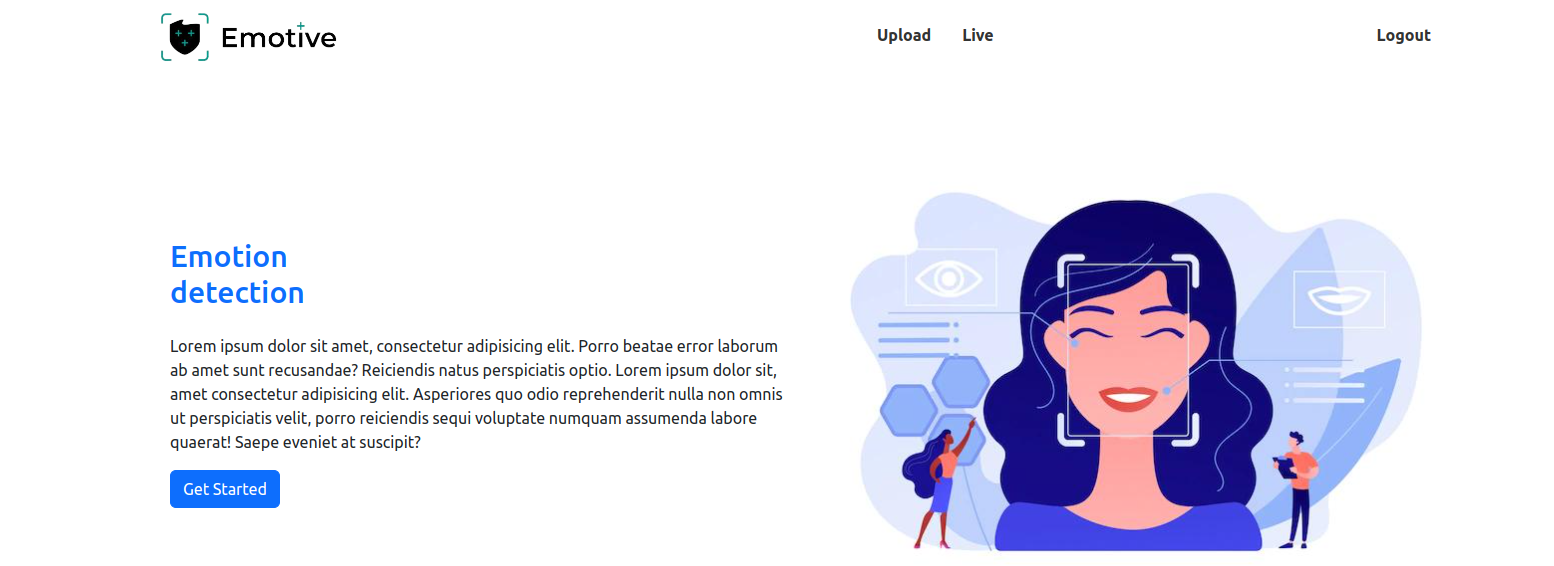 Emotive
Upload
Live
Logout
Emotion
detection
Lorem ipsum dolor sit amet, consectetur adipisicing elit. Porro beatae error laborum
ab amet sunt recusandae? Reiciendis natus perspiciatis optio. Lorem ipsum dolor sit,
amet consectetur adipisicing elit. Asperiores quo odio reprehenderit nulla non omnis
ut perspiciatis velit, porro reiciendis sequi voluptate numquam assumenda labore
quaerat! Saepe eveniet at suscipit?
Get Started